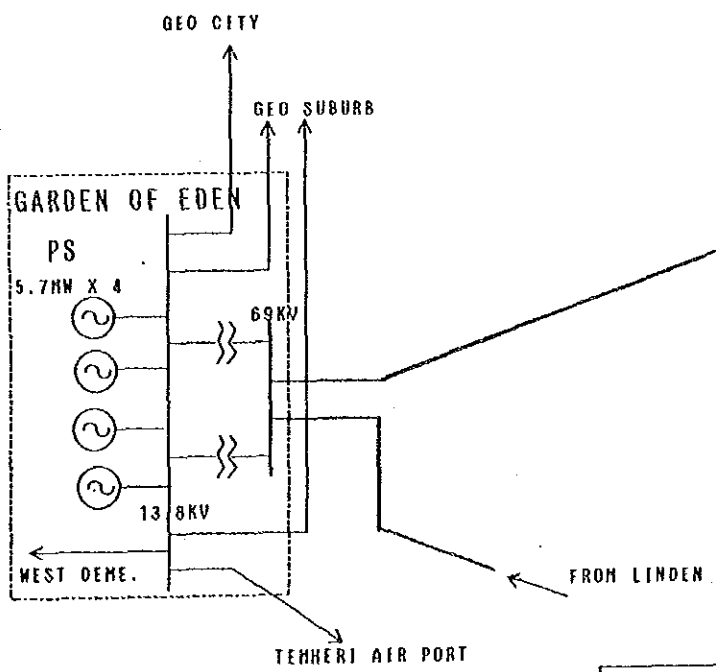 GEO CITY
GEO SUBURB
GARDEN OF EDEN
PS
5.7MW X 4
69KV
13.8KV
WEST DEME.
FROM LINDEN
TEMHERI AIR PORT